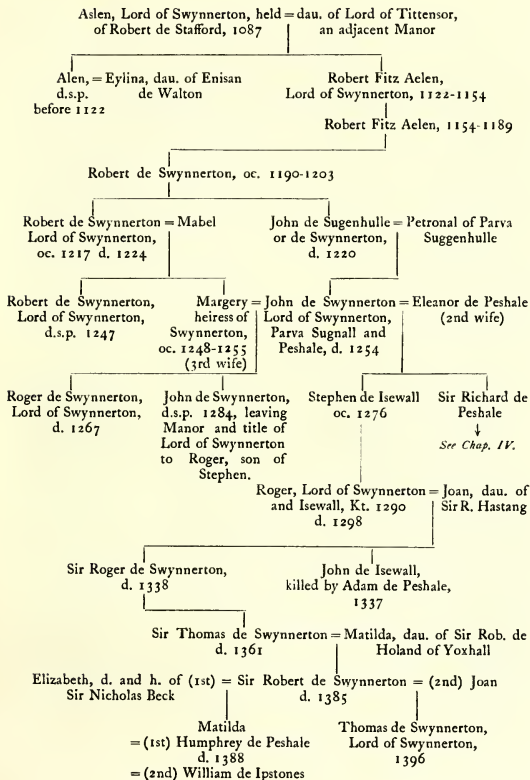 Aslen, Lord of Swynnerton, held = dau. of Lord of Tittensor,
of Robert de Stafford, 1087 an adjacent Manor
Alen, = Eylina, dau. of Enisan
d.s.p. de Walton
before 1122
Robert Fitz Aelen,
Lord of Swynnerton, 1122-1154
Robert Fitz Aelen, 1154-1189
Robert de Swynnerton, oc. 1190-1203
Robert de Swynnerton = Mabel
Lord of Swynnerton,
oc. 1217 d. 1224
John de Sugenhulle = Petronal of Parva
or de Swynnerton, Suggenhulle
d. 1220
Robert de Swynnerton,
Lord of Swynnerton,
d.s.p. 1247
Margery = John de Swynnerton = Eleanor de Peshale
heiress of Lord of Swynnerton, (2nd wife)
Swynnerton, Parva Sugnall and
oc. 1248-1255 Peshale, d. 1254
(3rd wife)
Roger de Swynnerton,
Lord of Swynnerton,
d. 1267
John de Swynnerton,
d.s.p. 1284, leaving
Manor and title of
Lord of Swynnerton
to Roger, son of
Stephen.
Stephen de Isewall
oc. 1276
Sir Richard de
Peshale
↓
See Chap. IV.
Roger, Lord of Swynnerton = Joan, dau. of
and Isewall, Kt. 1290 Sir R. Hastang
d. 1298
Sir Roger de Swynnerton,
d. 1338
John de Isewall,
killed by Adam de Peshale,
1337
Sir Thomas de Swynnerton = Matilda, dau. of Sir Rob. de
d. 1361 Holand of Yoxhall
Elizabeth, d. and h. of (1st) = Sir Robert de Swynnerton = (2nd) Joan
Sir Nicholas Beck d. 1385
Matilda
= (1st) Humphrey de Peshale
d. 1388
= (2nd) William de Ipstones
Thomas de Swynnerton,
Lord of Swynnerton,
1396